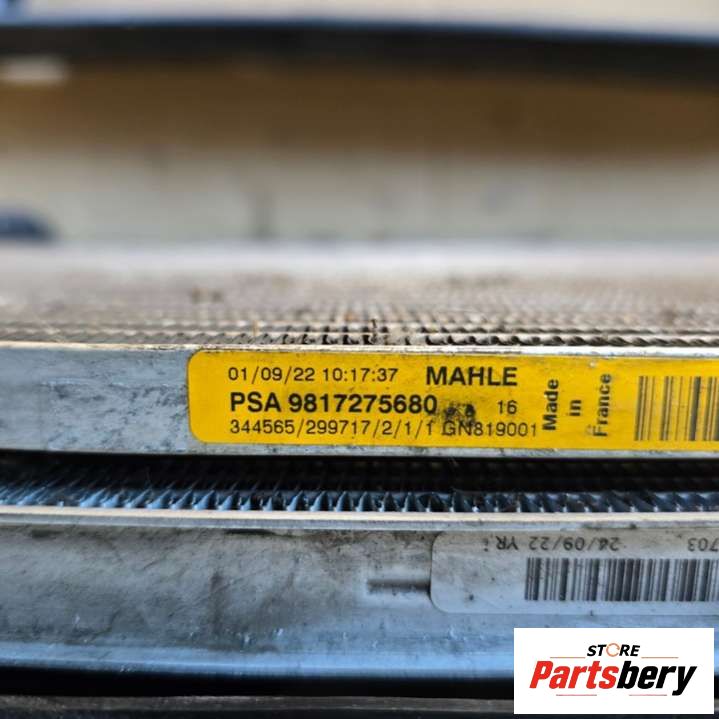 01/09/22 10:17:37 MAHLE
PSA 9817275680 16
344565/299717/2/1/1 GN819001
Made
in
France
703
24/09/22 YR
STORE
Partsbery